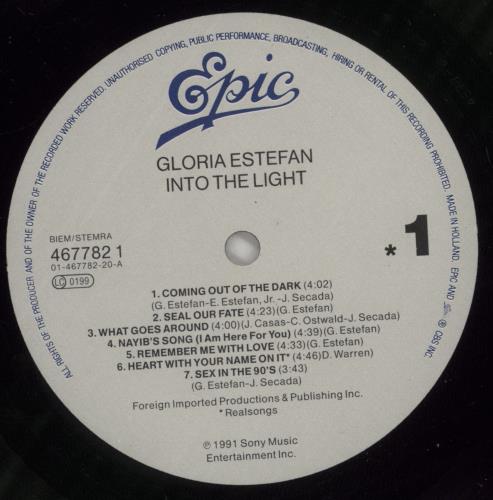 ALL RIGHTS OF THE PRODUCER AND OF THE OWNER OF THE RECORDED WORK RESERVED. UNAUTHORISED COPYING, PUBLIC PERFORMANCE, BROADCASTING, HIRING OR RENTAL OF THIS RECORDING PROHIBITED. MADE IN HOLLAND. EPIC AND ℗ CBS INC.
Epic
GLORIA ESTEFAN
INTO THE LIGHT
BIEM/STEMRA
467782 1
01-467782-20-A
LC 0199
* 1
1. COMING OUT OF THE DARK (4:02)
(G. Estefan-E. Estefan, Jr. -J. Secada)
2. SEAL OUR FATE (4:23)(G. Estefan)
3. WHAT GOES AROUND (4:00)(J. Casas-C. Ostwald-J. Secada)
4. NAYIB'S SONG (I Am Here For You) (4:39)(G. Estefan)
5. REMEMBER ME WITH LOVE (4:33)(G. Estefan)
6. HEART WITH YOUR NAME ON IT* (4:46)D. Warren)
7. SEX IN THE 90'S (3:43)
(G. Estefan-J. Secada)
Foreign Imported Productions & Publishing Inc.
* Realsongs
℗ 1991 Sony Music
Entertainment Inc.